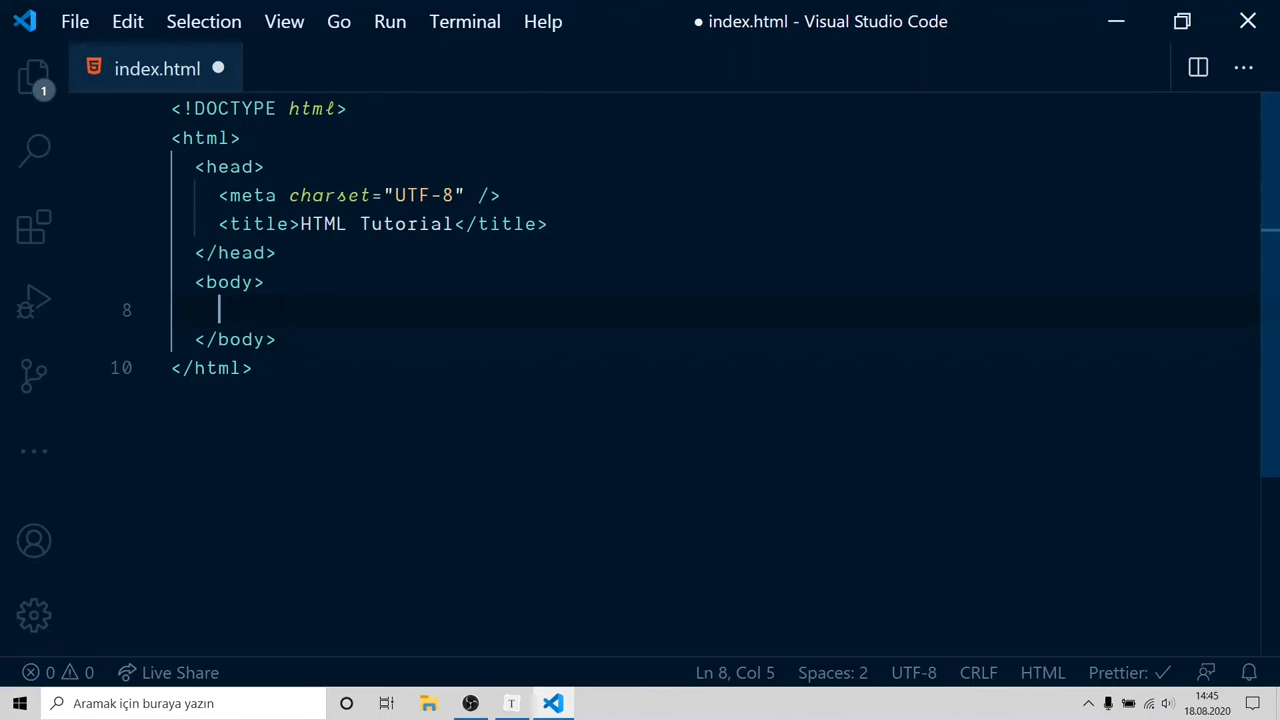 File Edit Selection View Go Run Terminal Help ● index.html - Visual Studio Code
index.html
1
<!DOCTYPE html>
<html>
<head>
<meta charset="UTF-8" />
<title>HTML Tutorial</title>
</head>
<body>
8
</body>
10 </html>
0 0 Live Share Ln 8, Col 5 Spaces: 2 UTF-8 CRLF HTML Prettier: ✓
Aramak için buraya yazın T 14:45
18.08.2020